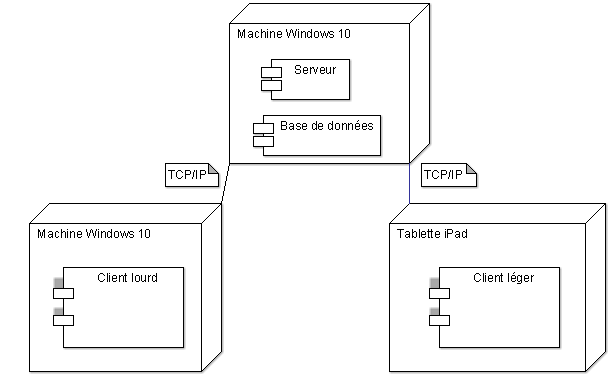 Machine Windows 10
Serveur
Base de données
TCP/IP
TCP/IP
Machine Windows 10
Client lourd
Tablette iPad
Client léger